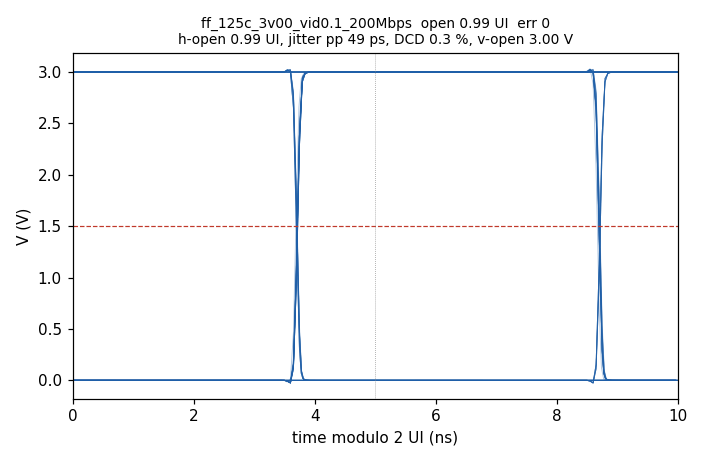 ff_125c_3v00_vid0.1_200Mbps  open 0.99 UI  err 0
h-open 0.99 UI, jitter pp 49 ps, DCD 0.3 %, v-open 3.00 V
3.0
2.5
2.0
1.5
1.0
0.5
0.0
V (V)
0 2 4 6 8 10
time modulo 2 UI (ns)